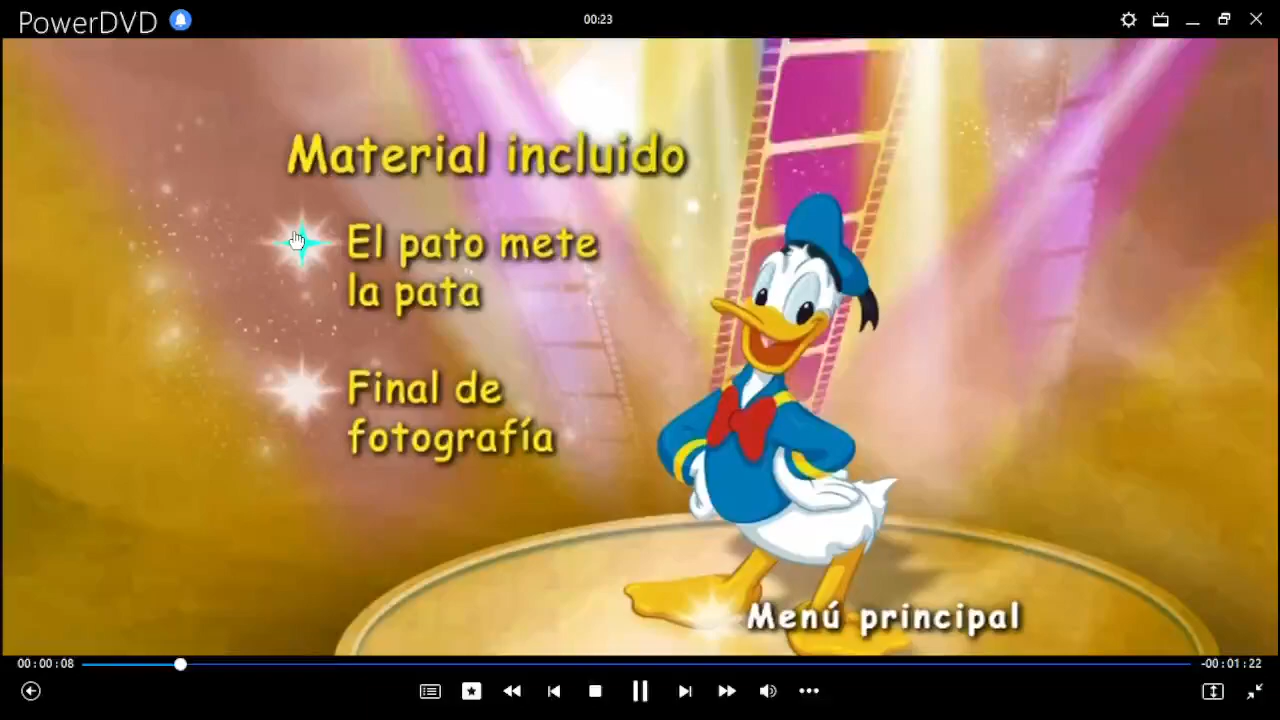 PowerDVD
00:23
Material incluido
El pato mete
la pata
Final de
fotografía
Menú principal
00:00:08
-00:01:22